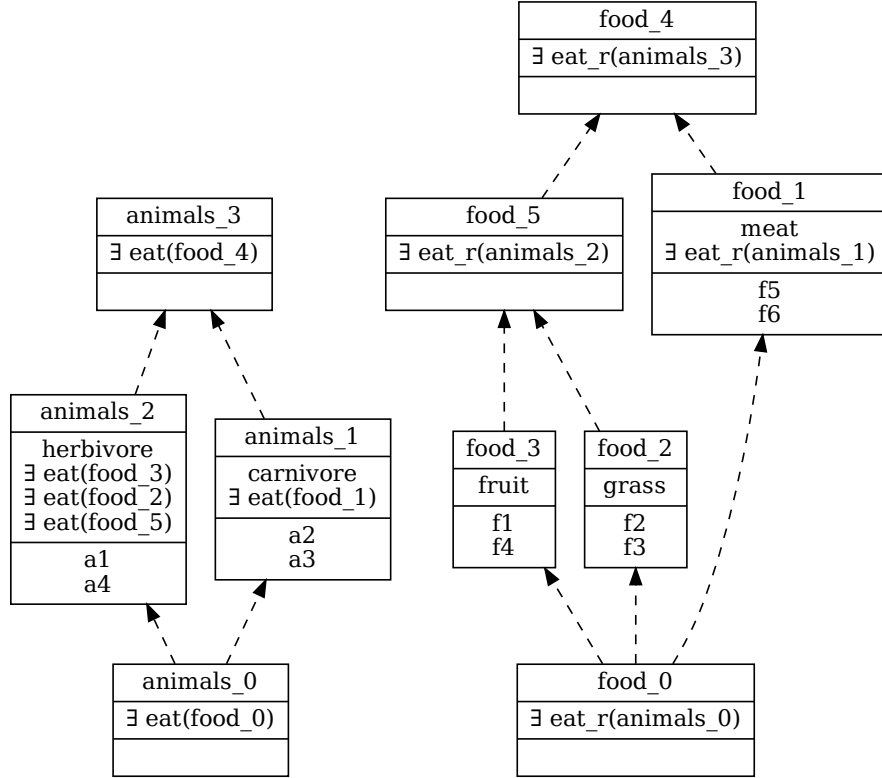 food_4
∃ eat_r(animals_3)
animals_3
∃ eat(food_4)
food_5
∃ eat_r(animals_2)
food_1
meat
∃ eat_r(animals_1)
f5
f6
animals_2
herbivore
∃ eat(food_3)
∃ eat(food_2)
∃ eat(food_5)
a1
a4
animals_1
carnivore
∃ eat(food_1)
a2
a3
food_3
fruit
f1
f4
food_2
grass
f2
f3
animals_0
∃ eat(food_0)
food_0
∃ eat_r(animals_0)